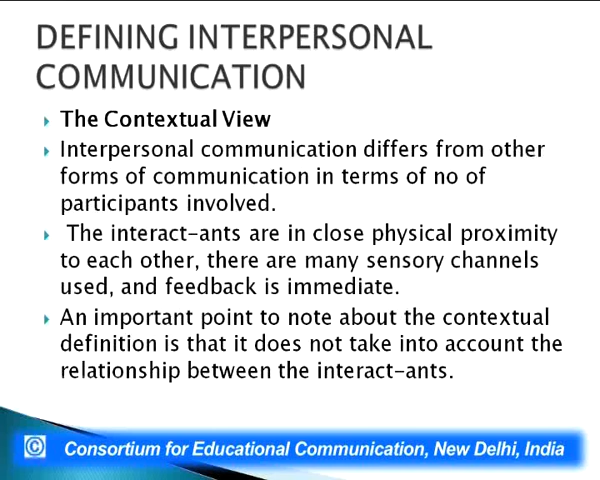 DEFINING INTERPERSONAL
COMMUNICATION
The Contextual View
Interpersonal communication differs from other
forms of communication in terms of no of
participants involved.
The interact-ants are in close physical proximity
to each other, there are many sensory channels
used, and feedback is immediate.
An important point to note about the contextual
definition is that it does not take into account the
relationship between the interact-ants.
© Consortium for Educational Communication, New Delhi, India